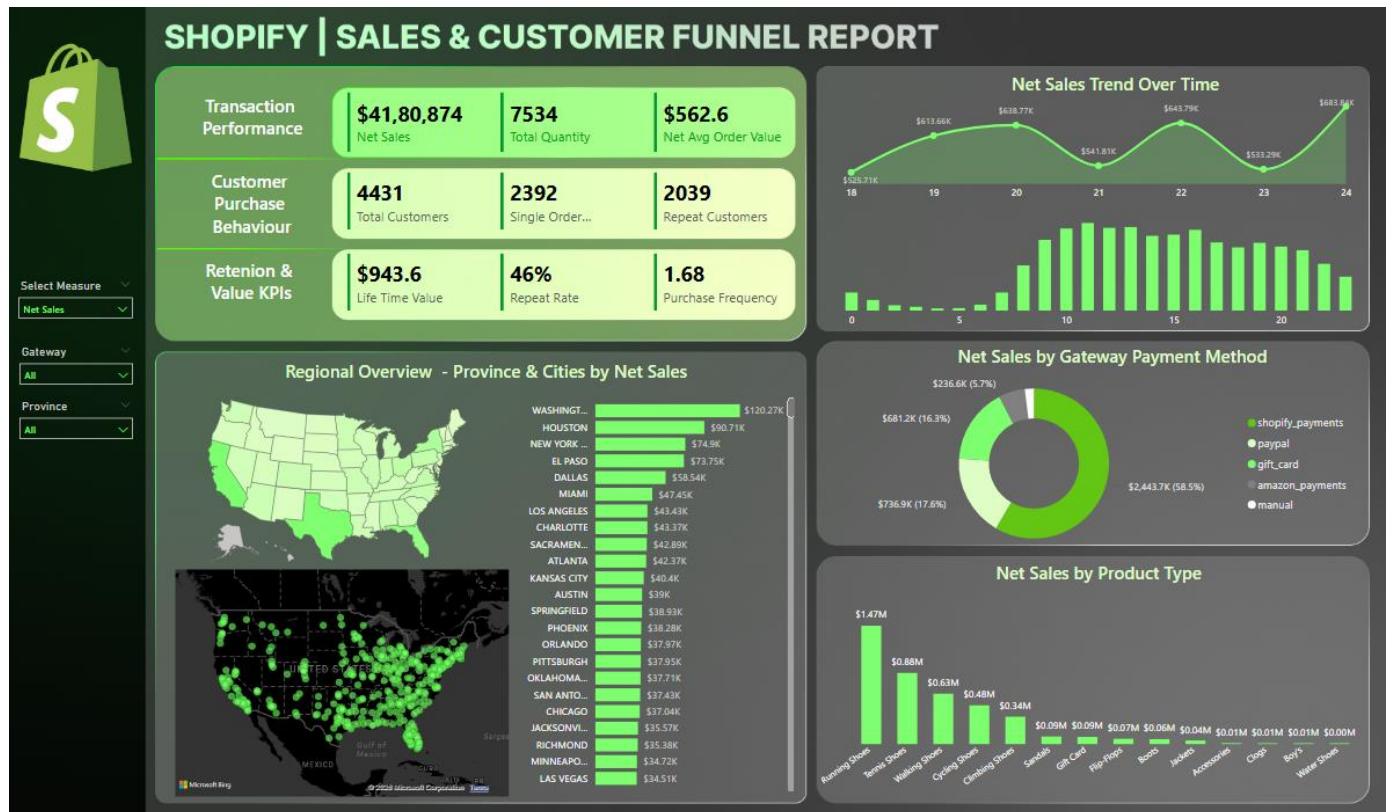 SHOPIFY | SALES & CUSTOMER FUNNEL REPORT
S
Select Measure
Net Sales
Gateway
All
Province
All
Transaction
Performance
$41,80,874
Net Sales
7534
Total Quantity
$562.6
Net Avg Order Value
Customer
Purchase
Behaviour
4431
Total Customers
2392
Single Order...
2039
Repeat Customers
Retenion &
Value KPIs
$943.6
Life Time Value
46%
Repeat Rate
1.68
Purchase Frequency
Net Sales Trend Over Time
$525.71K
$613.66K
$638.77K
$541.81K
$643.79K
$533.29K
$683.84K
18 19 20 21 22 23 24
0 5 10 15 20
Regional Overview - Province & Cities by Net Sales
WASHINGT... $120.27K
HOUSTON $90.71K
NEW YORK ... $74.9K
EL PASO $73.75K
DALLAS $58.54K
MIAMI $47.45K
LOS ANGELES $43.43K
CHARLOTTE $43.37K
SACRAMEN... $42.89K
ATLANTA $42.37K
KANSAS CITY $40.4K
AUSTIN $39K
SPRINGFIELD $38.93K
PHOENIX $38.28K
ORLANDO $37.97K
PITTSBURGH $37.95K
OKLAHOMA... $37.71K
SAN ANTO... $37.43K
CHICAGO $37.04K
JACKSONVI... $35.57K
RICHMOND $35.38K
MINNEAPO... $34.72K
LAS VEGAS $34.51K
UNITED STATES
Gulf of
Mexico
MEXICO
CUBA
Microsoft Bing
Microsoft Corporation Terms
Net Sales by Gateway Payment Method
$236.6K (5.7%)
$681.2K (16.3%)
$736.9K (17.6%)
$2,443.7K (58.5%)
shopify_payments
paypal
gift_card
amazon_payments
manual
Net Sales by Product Type
$1.47M
$0.88M
$0.63M
$0.48M
$0.34M
$0.09M
$0.09M
$0.07M
$0.06M
$0.04M
$0.01M
$0.01M
$0.01M
$0.00M
Running Shoes
Tennis Shoes
Walking Shoes
Cycling Shoes
Climbing Shoes
Sandals
Gift Card
Flip-Flops
Boots
Jackets
Accessories
Clogs
Boy's
Water Shoes